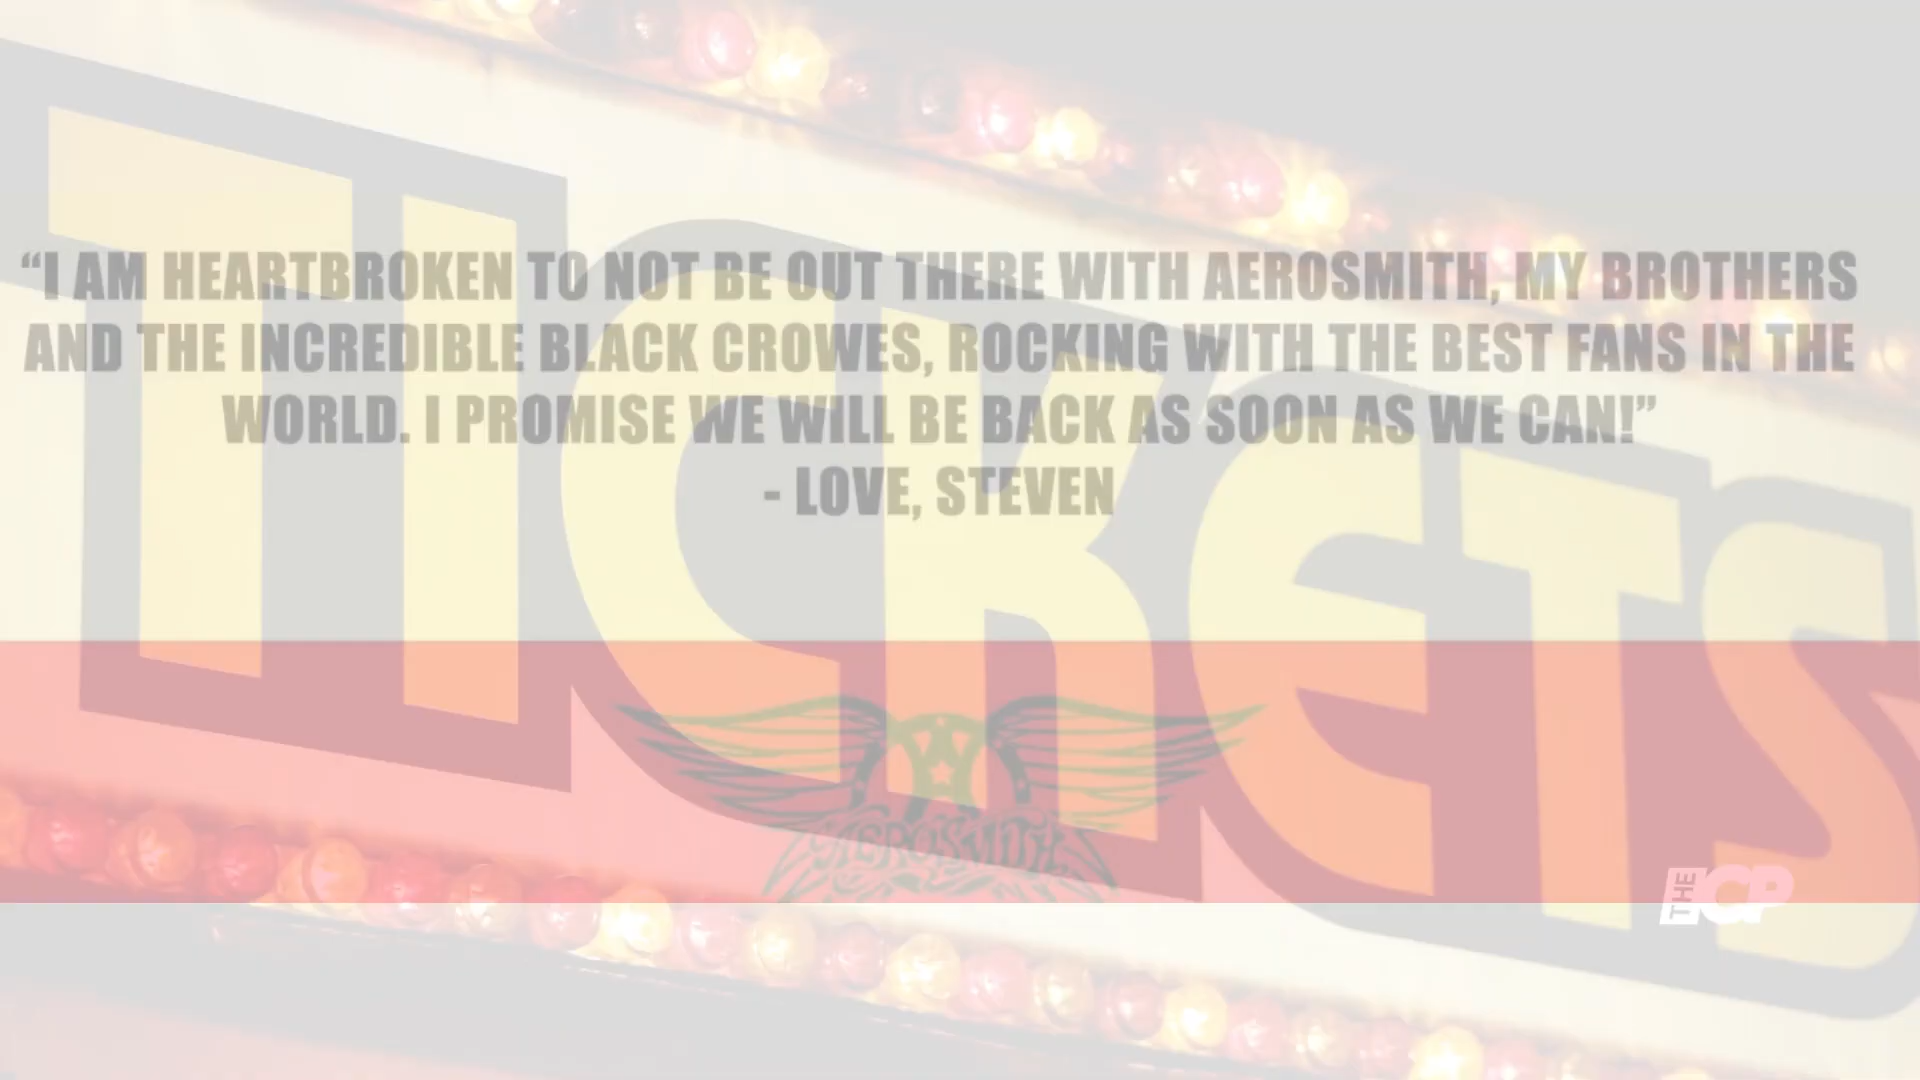 “I AM HEARTBROKEN TO NOT BE OUT THERE WITH AEROSMITH, MY BROTHERS
AND THE INCREDIBLE BLACK CROWES, ROCKING WITH THE BEST FANS IN THE
WORLD. I PROMISE WE WILL BE BACK AS SOON AS WE CAN!”
- LOVE, STEVEN
TICKETS
AEROSMITH
THE CP